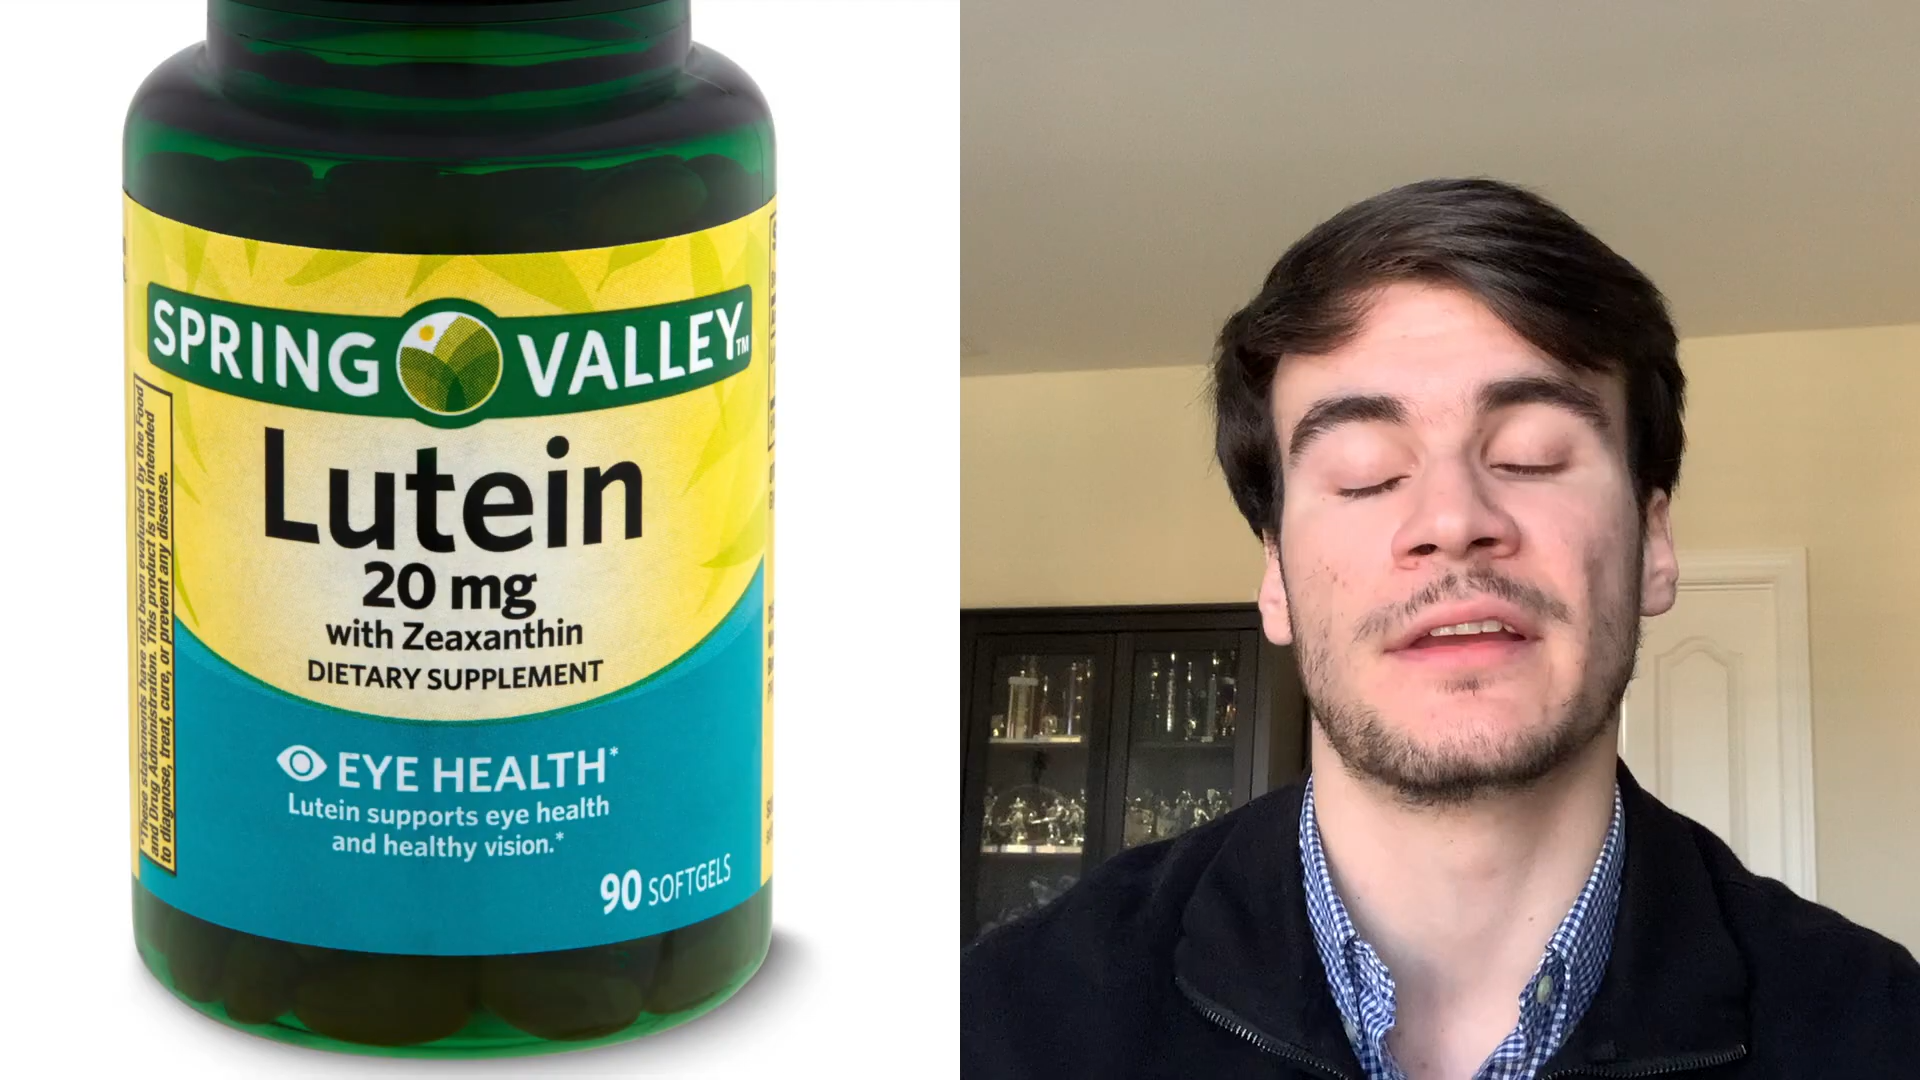 SPRING VALLEY™
Lutein
20 mg
with Zeaxanthin
DIETARY SUPPLEMENT
EYE HEALTH*
Lutein supports eye health
and healthy vision.*
90 SOFTGELS
*These statements have not been evaluated by the Food
and Drug Administration. This product is not intended
to diagnose, treat, cure, or prevent any disease.